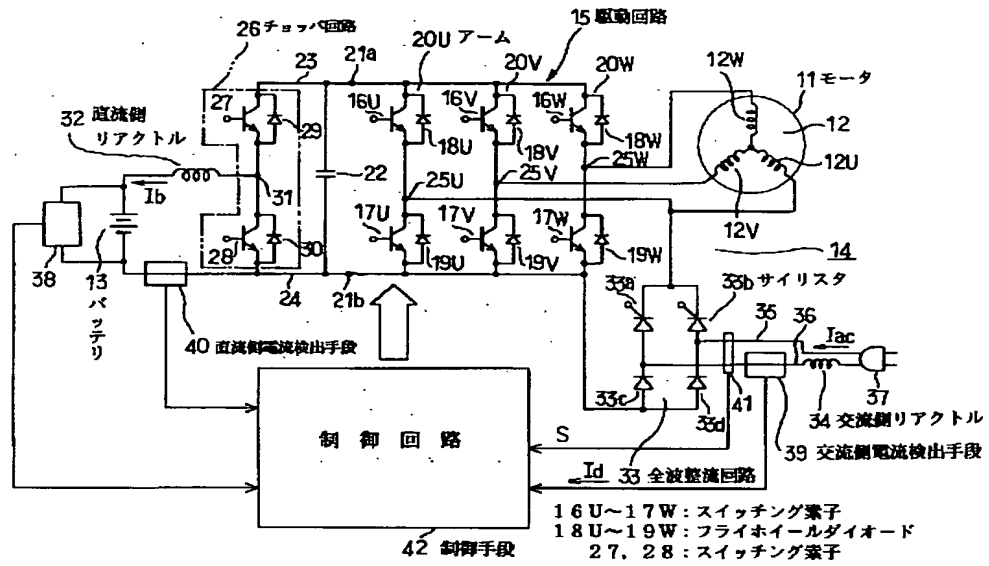 26 チョッパ回路
15 駆動回路
20U アーム
23
21a
20V
20W
12W
11 モータ
27
16U
16V
16W
32 直流側
リアクトル
29
18U
18V
18W
12
12U
22
25W
31
25U
25V
Ib
12V
17U
17V
17W
14
28
30
19U
19V
19W
38
13 バッテリ
24
21b
33a
33b サイリスタ
35
36
Iac
40 直流側電流検出手段
33c
33d
41
37
34 交流側リアクトル
制御回路
S
39 交流側電流検出手段
Id
33 全波整流回路
42 制御手段
16U~17W:スイッチング素子
18U~19W:フライホイールダイオード
27, 28:スイッチング素子